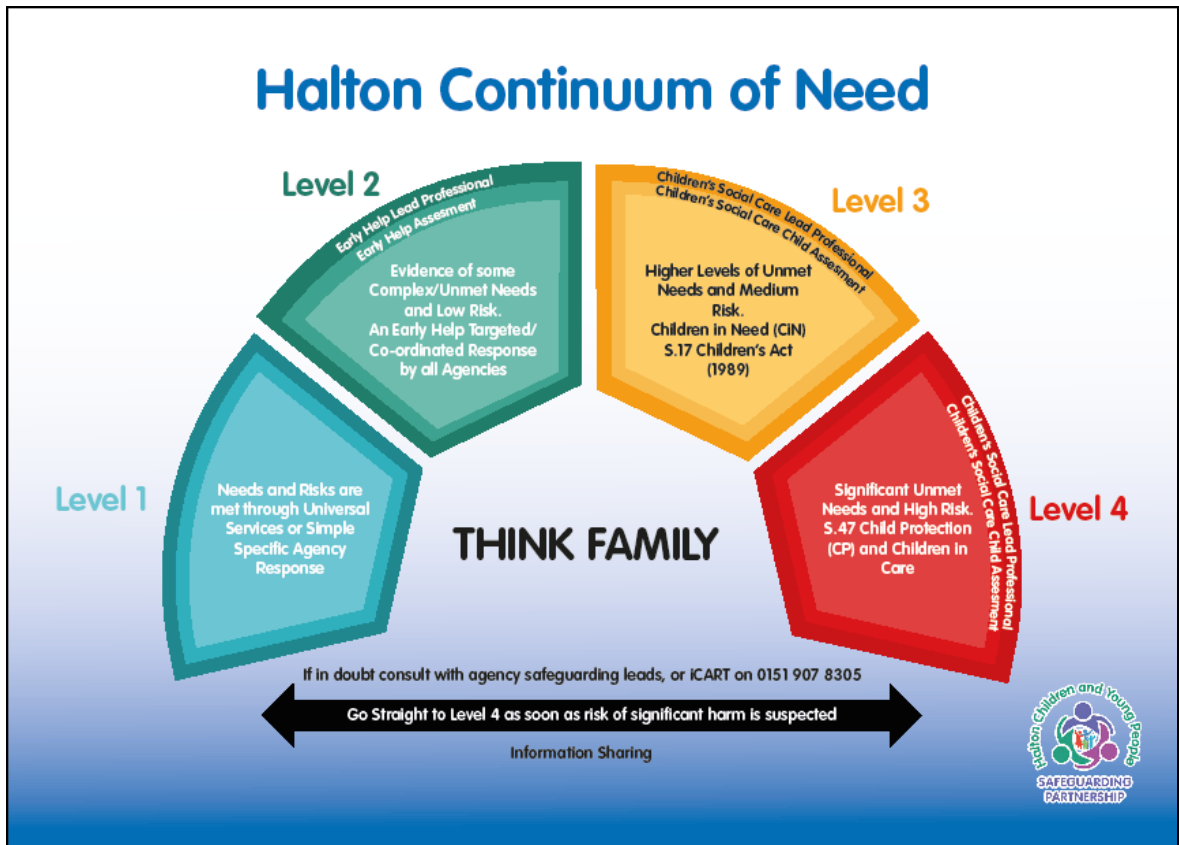 Halton Continuum of Need
Level 1
Needs and Risks are
met through Universal
Services or Simple
Specific Agency
Response
Level 2
Early Help Lead Professional
Early Help Assesment
Evidence of some
Complex/Unmet Needs
and Low Risk.
An Early Help Targeted/
Co-ordinated Response
by all Agencies
Level 3
Children's Social Care Lead Professional
Children's Social Care Child Assesment
Higher Levels of Unmet
Needs and Medium
Risk.
Children in Need (CiN)
S.17 Children's Act
(1989)
Level 4
Children's Social Care Lead Professional
Children's Social Care Child Assesment
Significant Unmet
Needs and High Risk.
S.47 Child Protection
(CP) and Children in
Care
THINK FAMILY
If in doubt consult with agency safeguarding leads, or iCART on 0151 907 8305
Go Straight to Level 4 as soon as risk of significant harm is suspected
Information Sharing
Halton Children and Young People
SAFEGUARDING
PARTNERSHIP